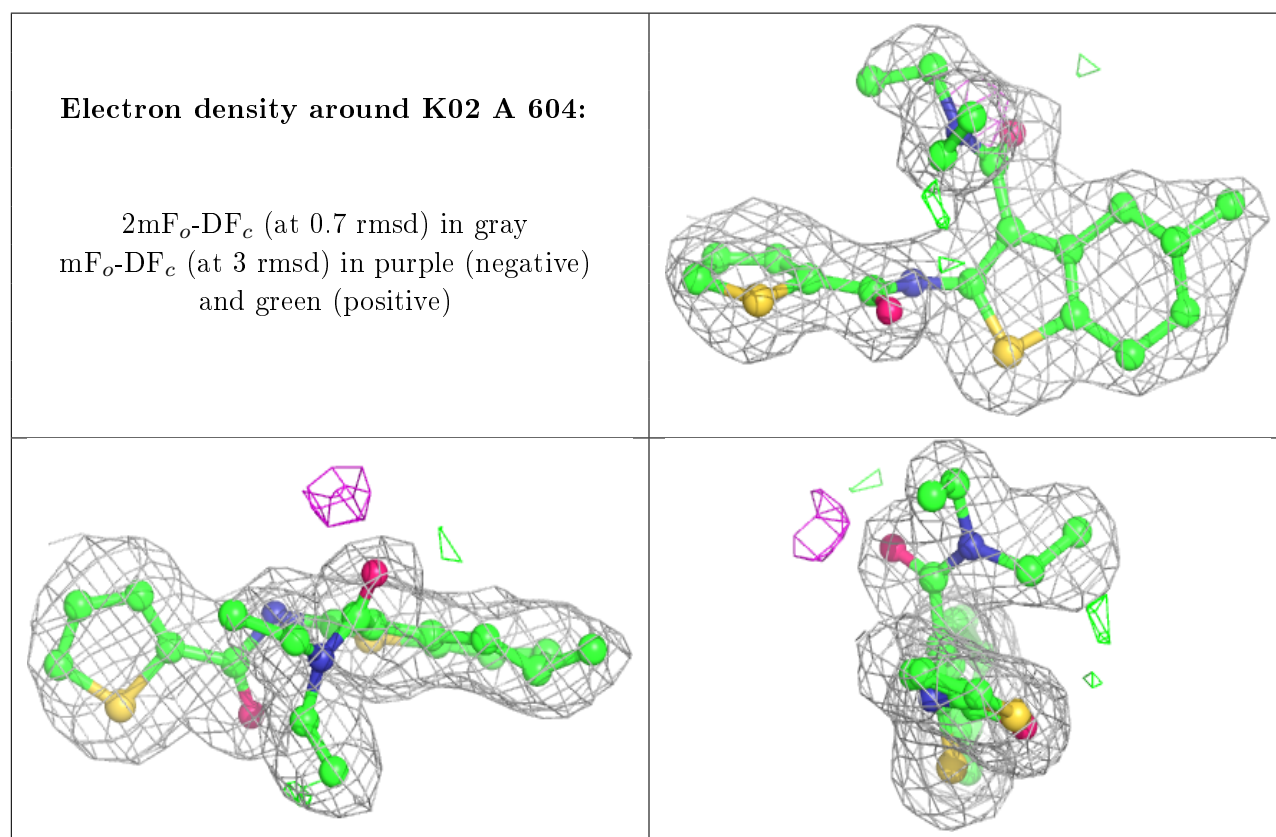 Electron density around K02 A 604:
2mFₒ-DF𝒸 (at 0.7 rmsd) in gray
mFₒ-DF𝒸 (at 3 rmsd) in purple (negative)
and green (positive)